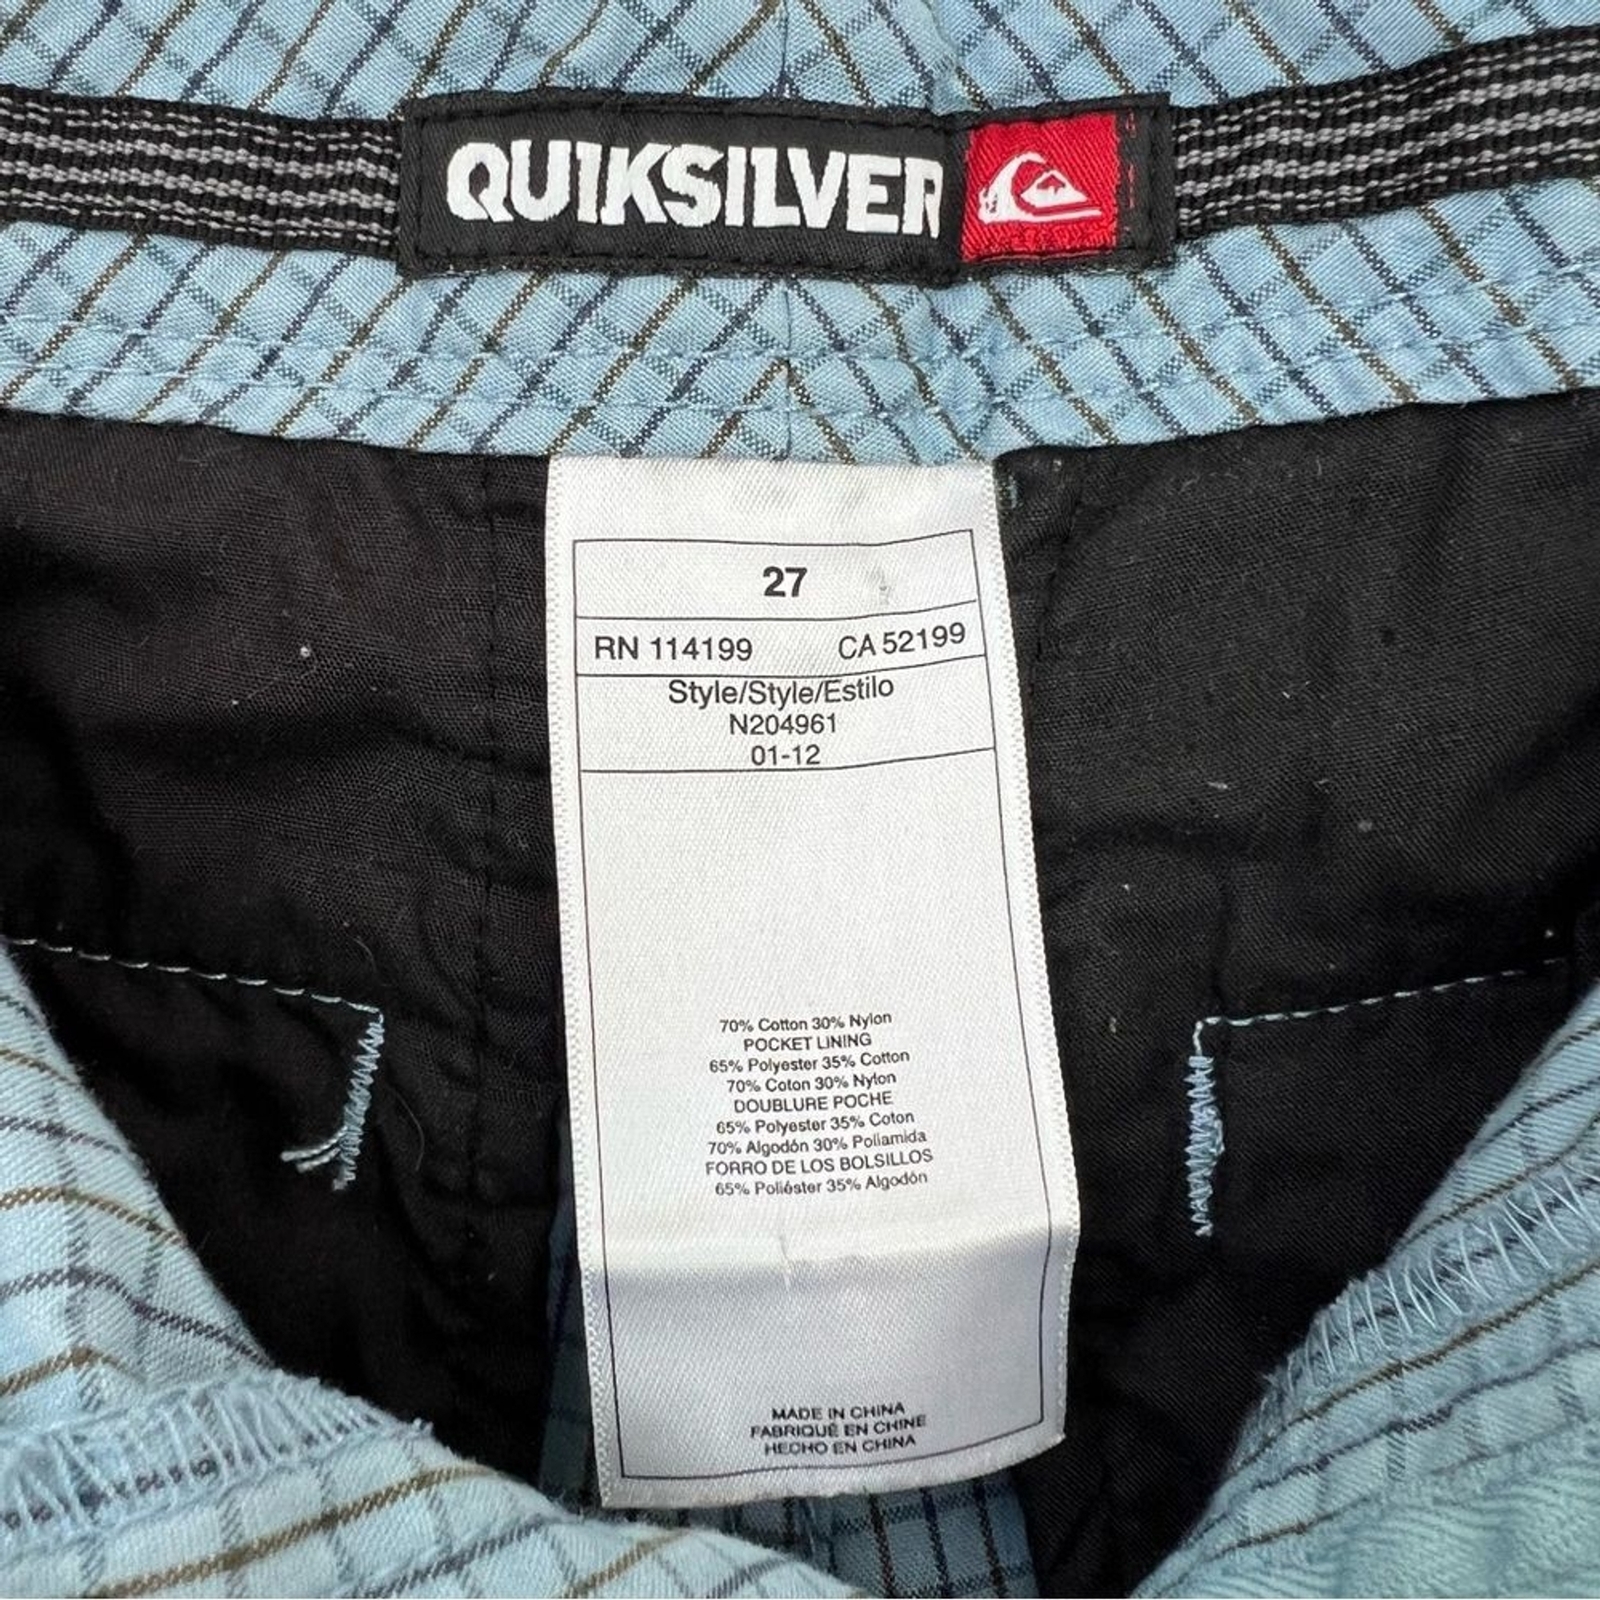 QUIKSILVER
27
RN 114199 CA 52199
Style/Style/Estilo
N204961
01-12
70% Cotton 30% Nylon
POCKET LINING
65% Polyester 35% Cotton
70% Coton 30% Nylon
DOUBLURE POCHE
65% Polyester 35% Coton
70% Algodón 30% Poliamida
FORRO DE LOS BOLSILLOS
65% Poliéster 35% Algodón
MADE IN CHINA
FABRIQUÉ EN CHINE
HECHO EN CHINA